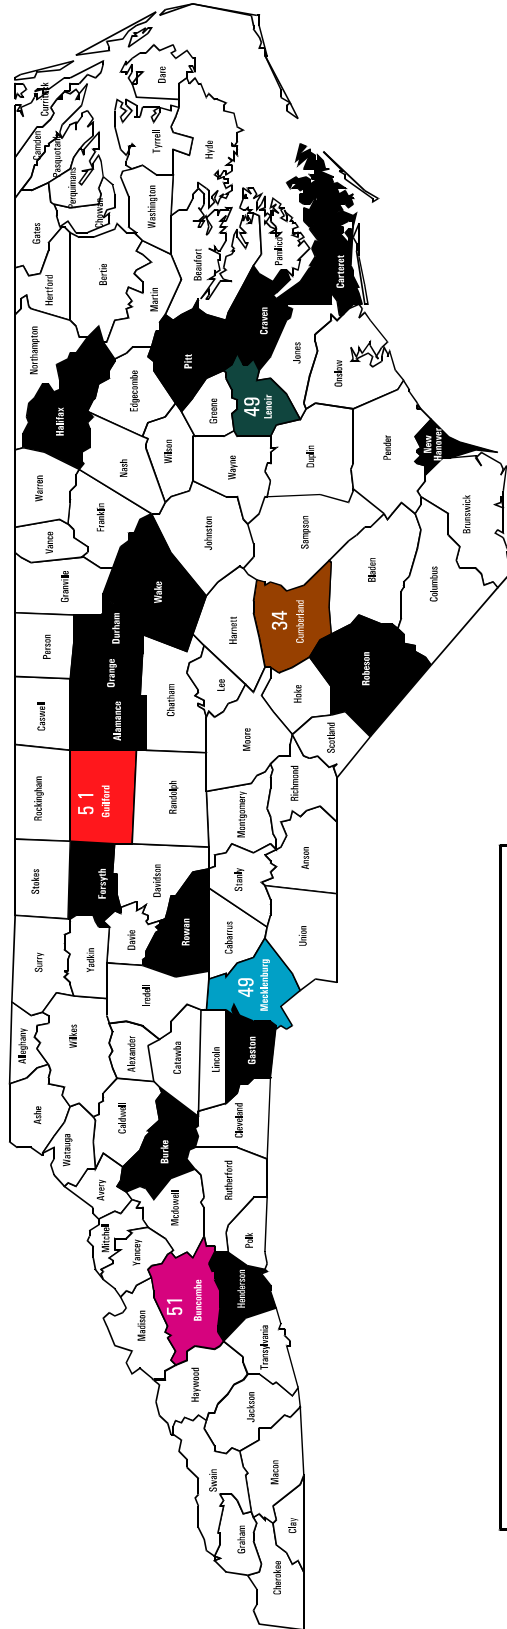 Cherokee
Graham
Clay
Swain
Macon
Jackson
Haywood
Transylvania
Madison
51
Buncombe
Henderson
Yancey
Mitchell
Mcdowell
Polk
Rutherford
Avery
Burke
Cleveland
Watauga
Caldwell
Ashe
Alleghany
Wilkes
Alexander
Catawba
Lincoln
Gaston
Surry
Yadkin
Iredell
Davie
Rowan
Cabarrus
49
Mecklenburg
Stokes
Forsyth
Davidson
Stanly
Union
Anson
Rockingham
51
Guilford
Randolph
Montgomery
Richmond
Caswell
Alamance
Chatham
Moore
Scotland
Person
Orange
Durham
Lee
Hoke
Robeson
Granville
Wake
Harnett
34
Cumberland
Bladen
Columbus
Vance
Warren
Franklin
Johnston
Sampson
Brunswick
Halifax
Nash
Wilson
Wayne
Duplin
Pender
New
Hanover
Northampton
Edgecombe
Greene
49
Lenoir
Jones
Onslow
Pitt
Craven
Carteret
Hertford
Bertie
Martin
Beaufort
Pamlico
Gates
Chowan
Perquimans
Pasquotank
Camden
Currituck
Washington
Tyrrell
Hyde
Dare